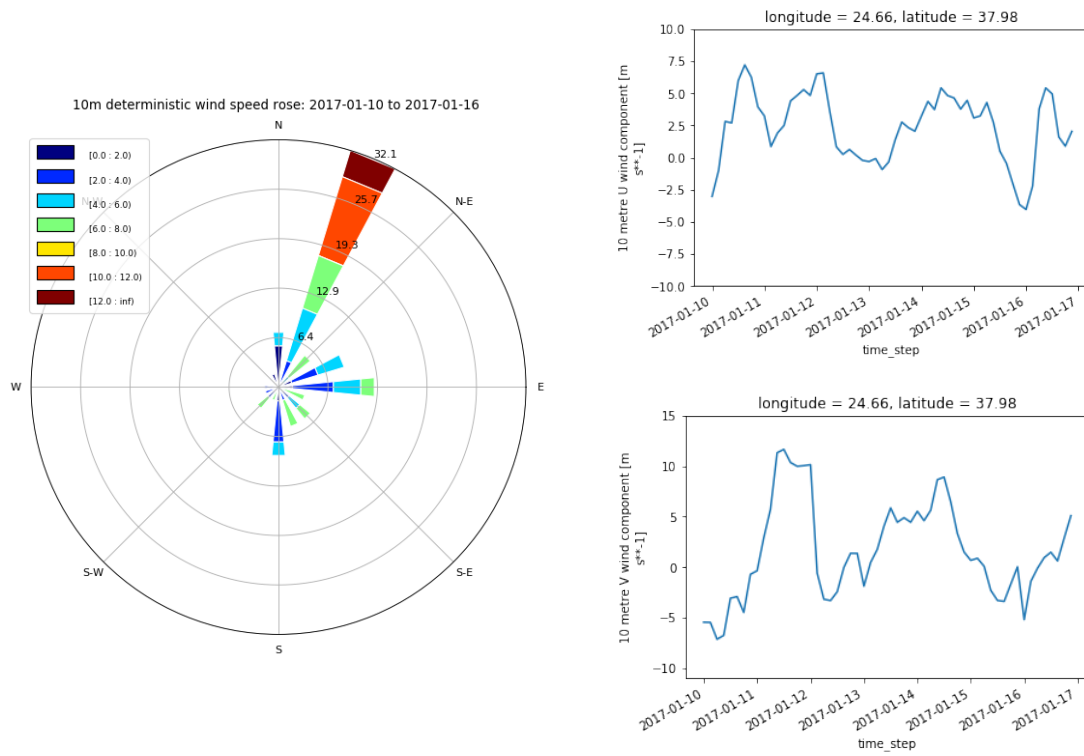 10m deterministic wind speed rose: 2017-01-10 to 2017-01-16
N
N-E
E
S-E
S
S-W
W
N-W
[0.0 : 2.0)
[2.0 : 4.0)
[4.0 : 6.0)
[6.0 : 8.0)
[8.0 : 10.0)
[10.0 : 12.0)
[12.0 : inf)
32.1
25.7
19.3
12.9
6.4
longitude = 24.66, latitude = 37.98
10 metre U wind component [m
s**-1]
10.0
7.5
5.0
2.5
0.0
−2.5
−5.0
−7.5
−10.0
2017-01-10
2017-01-11
2017-01-12
2017-01-13
2017-01-14
2017-01-15
2017-01-16
2017-01-17
time_step
longitude = 24.66, latitude = 37.98
10 metre V wind component [m
s**-1]
15
10
5
0
−5
−10
2017-01-10
2017-01-11
2017-01-12
2017-01-13
2017-01-14
2017-01-15
2017-01-16
2017-01-17
time_step